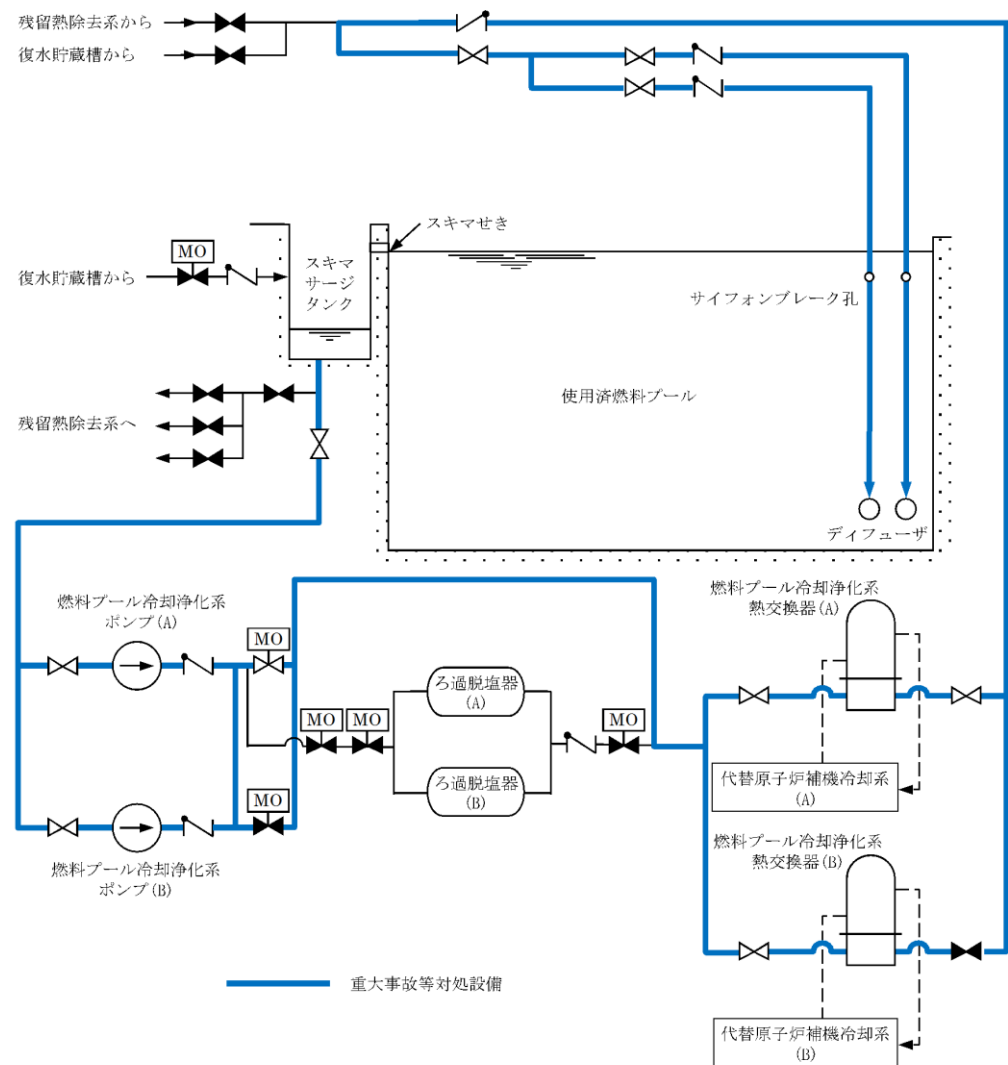 残留熱除去系から
復水貯蔵槽から
スキマせき
MO
復水貯蔵槽から
スキマ
サージ
タンク
サイフォンブレーク孔
使用済燃料プール
残留熱除去系へ
ディフューザ
燃料プール冷却浄化系
ポンプ(A)
MO
MO
MO
ろ過脱塩器
(A)
MO
燃料プール冷却浄化系
熱交換器(A)
代替原子炉補機冷却系
(A)
MO
ろ過脱塩器
(B)
燃料プール冷却浄化系
ポンプ(B)
燃料プール冷却浄化系
熱交換器(B)
代替原子炉補機冷却系
(B)
重大事故等対処設備